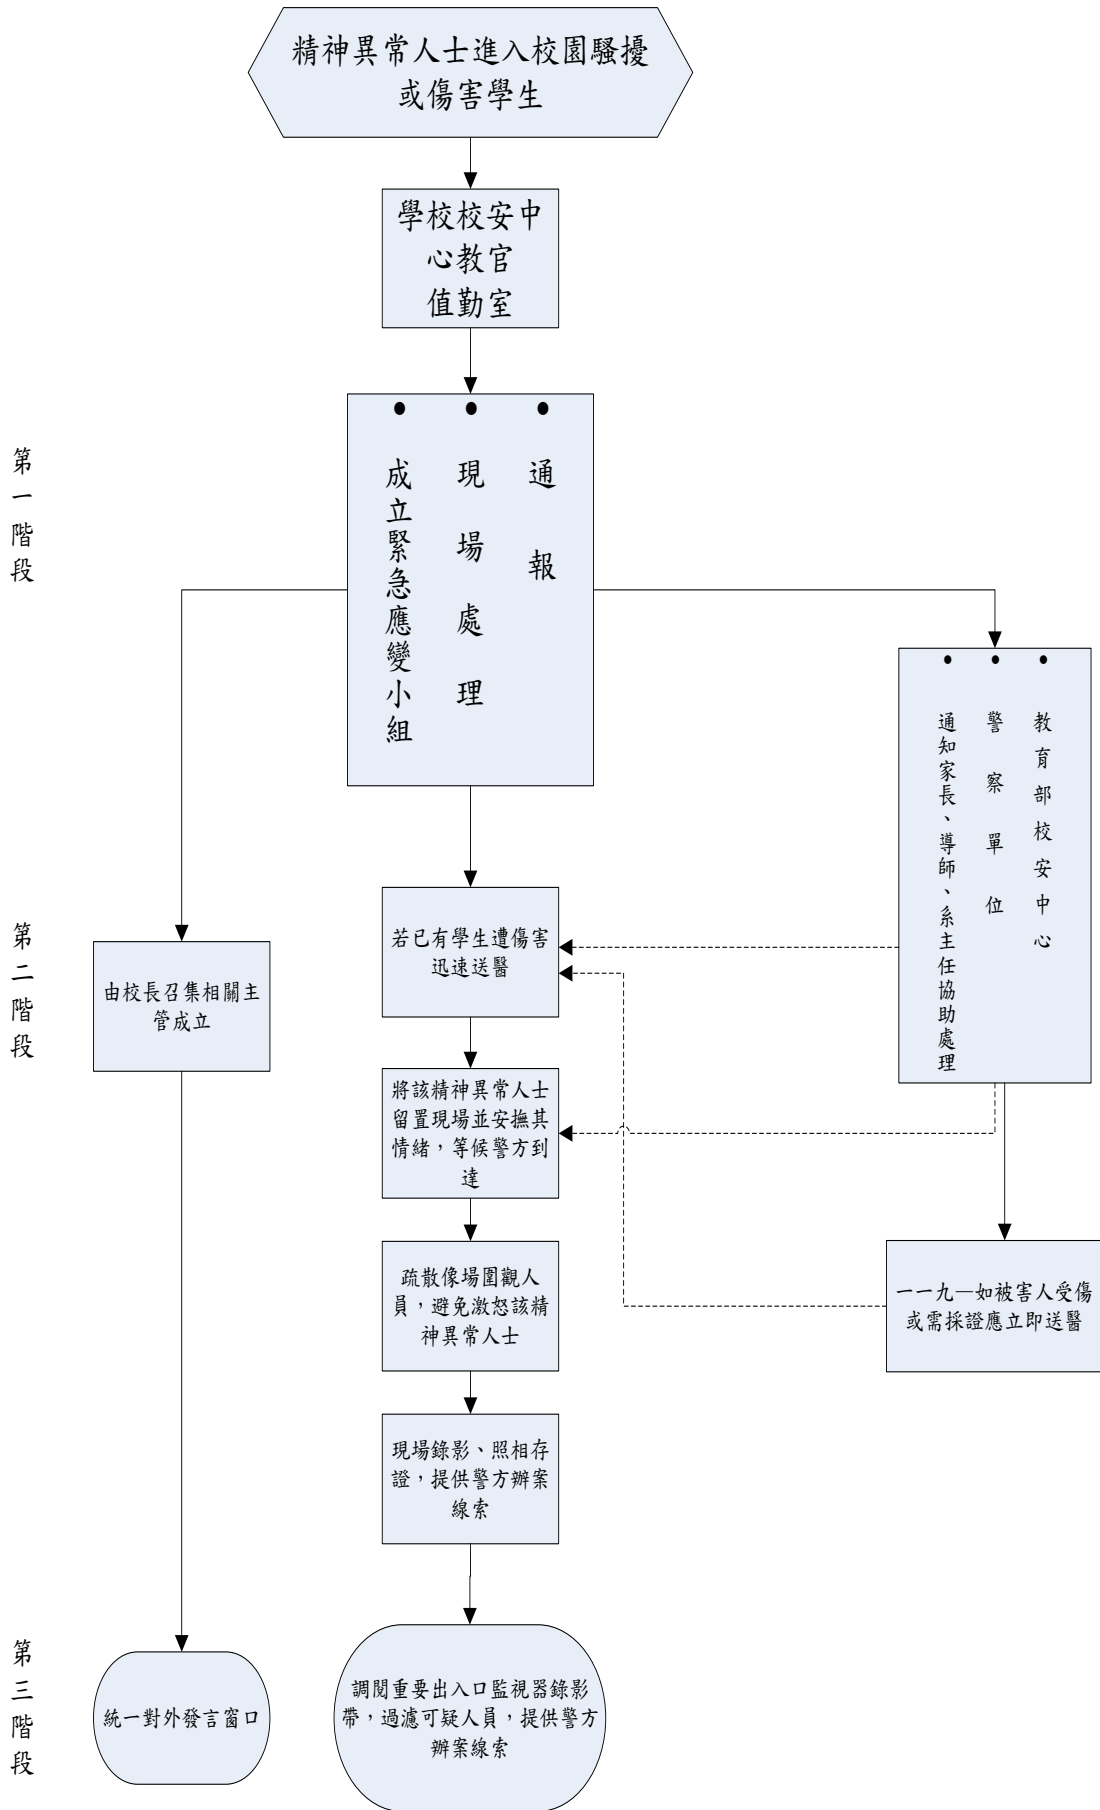 精神異常人士進入校園騷擾
或傷害學生
學校校安中
心教官
值勤室
第一階段
• 通報
• 現場處理
• 成立緊急應變小組
• 教育部校安中心
• 警察單位
• 通知家長、導師、系主任協助處理
第二階段
由校長召集相關主
管成立
若已有學生遭傷害
迅速送醫
將該精神異常人士
留置現場並安撫其
情緒，等候警方到
達
疏散像場圍觀人
員，避免激怒該精
神異常人士
一一九—如被害人受傷
或需採證應立即送醫
現場錄影、照相存
證，提供警方辦案
線索
第三階段
統一對外發言窗口
調閱重要出入口監視器錄影
帶，過濾可疑人員，提供警方
辦案線索